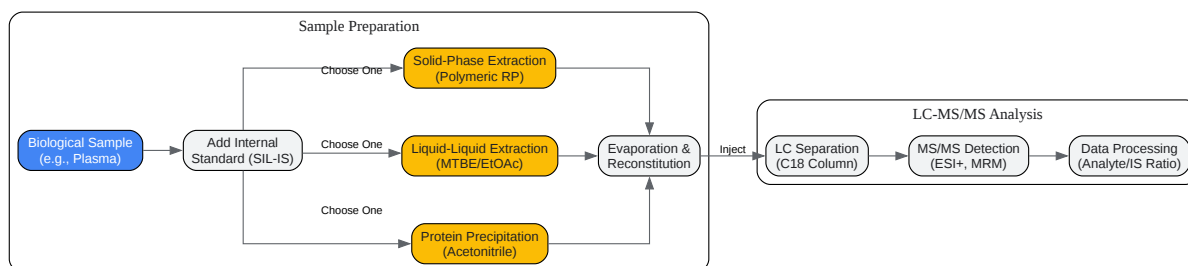 Sample Preparation
Biological Sample
(e.g., Plasma)
Add Internal
Standard (SIL-IS)
Choose One
Solid-Phase Extraction
(Polymeric RP)
Choose One
Liquid-Liquid Extraction
(MTBE/EtOAc)
Choose One
Protein Precipitation
(Acetonitrile)
Evaporation &
Reconstitution
Inject
LC-MS/MS Analysis
LC Separation
(C18 Column)
MS/MS Detection
(ESI+, MRM)
Data Processing
(Analyte/IS Ratio)